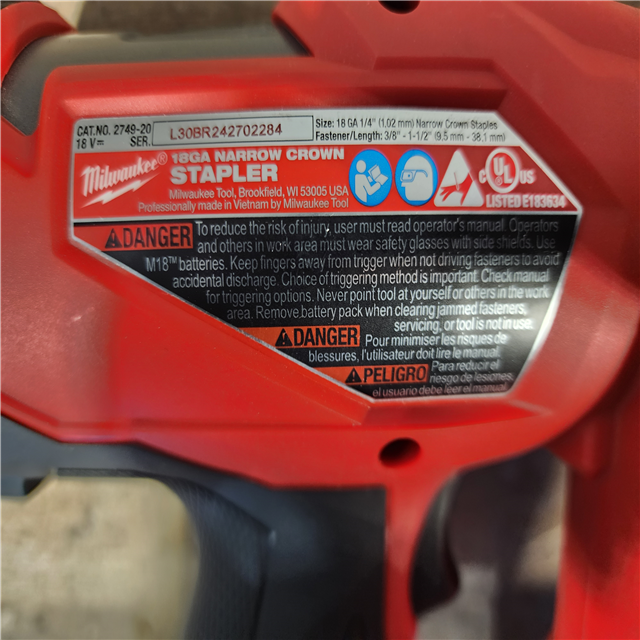 CAT.NO. 2749-20
18 V⎓ SER. L30BR242702284
Size: 18 GA 1/4" (1.02 mm) Narrow Crown Staples
Fastener/Length: 3/8" - 1-1/2" (9.5 mm - 38.1 mm)
Milwaukee®
18GA NARROW CROWN
STAPLER
Milwaukee Tool, Brookfield, WI 53005 USA
Professionally made in Vietnam by Milwaukee Tool
C UL US
LISTED E183634
DANGER To reduce the risk of injury, user must read operator's manual. Operators
and others in work area must wear safety glasses with side shields. Use
M18™ batteries. Keep fingers away from trigger when not driving fasteners to avoid
accidental discharge. Choice of triggering method is important. Check manual
for triggering options. Never point tool at yourself or others in the work
area. Remove battery pack when clearing jammed fasteners,
servicing, or tool is not in use.
DANGER Pour minimiser les risques de
blessures, l'utilisateur doit lire le manuel.
PELIGRO Para reducir el
riesgo de lesiones,
el usuario debe leer el manual.